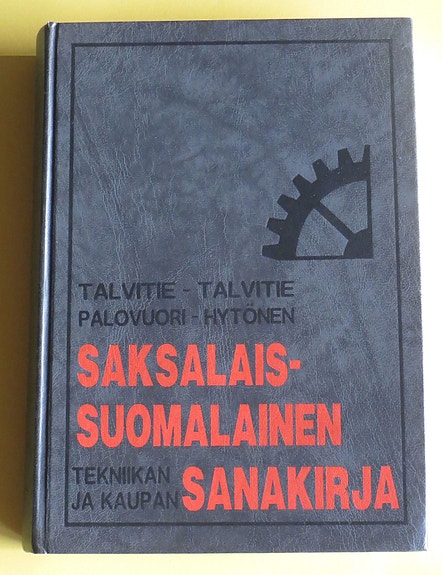 TALVITIE - TALVITIE
PALOVUORI - HYTÖNEN
SAKSALAIS-
SUOMALAINEN
TEKNIIKAN
JA KAUPAN SANAKIRJA